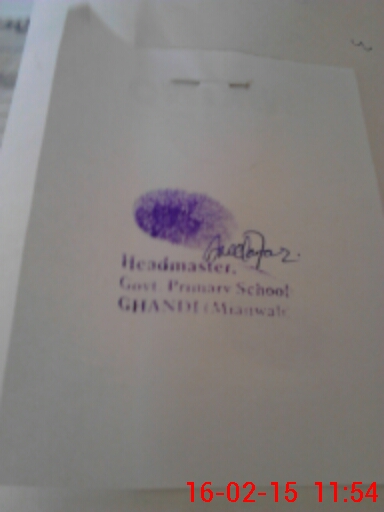 Headmaster,
Govt. Primary School
GHANDI (Mianwali
16-02-15 11:54